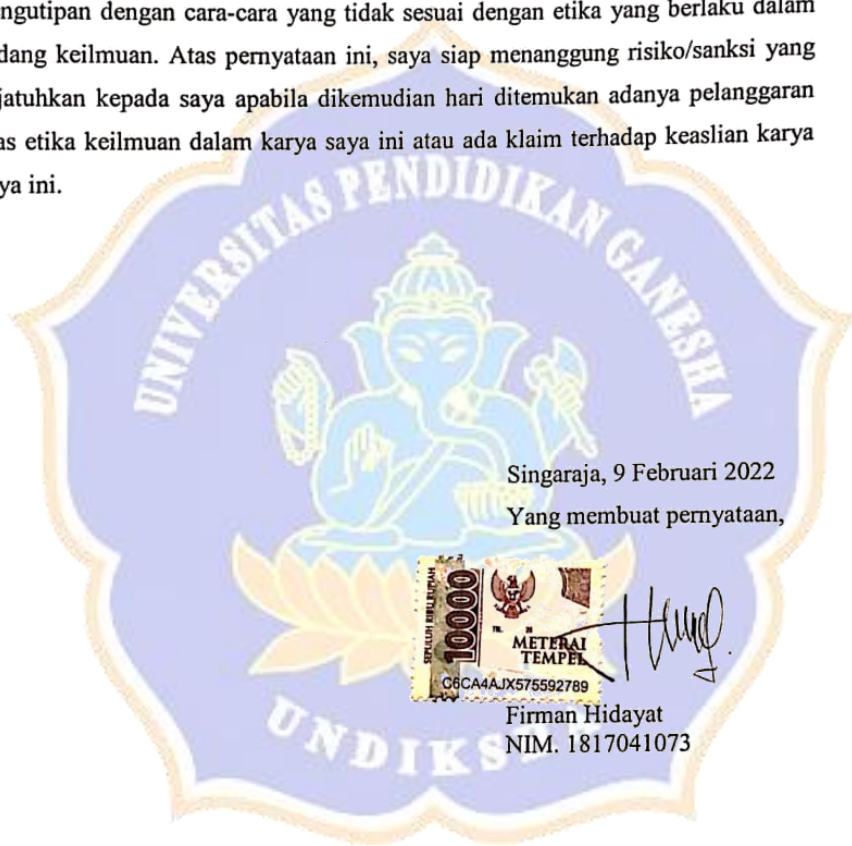 ngutipan dengan cara-cara yang tidak sesuai dengan etika yang berlaku dalam
dang keilmuan. Atas pernyataan ini, saya siap menanggung risiko/sanksi yang
jatuhkan kepada saya apabila dikemudian hari ditemukan adanya pelanggaran
as etika keilmuan dalam karya saya ini atau ada klaim terhadap keaslian karya
ya ini.
UNIVERSITAS PENDIDIKAN GANESHA
Singaraja, 9 Februari 2022
Yang membuat pernyataan,
SEPULUH RIBU RUPIAH
10000
METERAI
TEMPEL
C6CA4AJX575592789
Firman Hidayat
NIM. 1817041073
UNDIKSHA